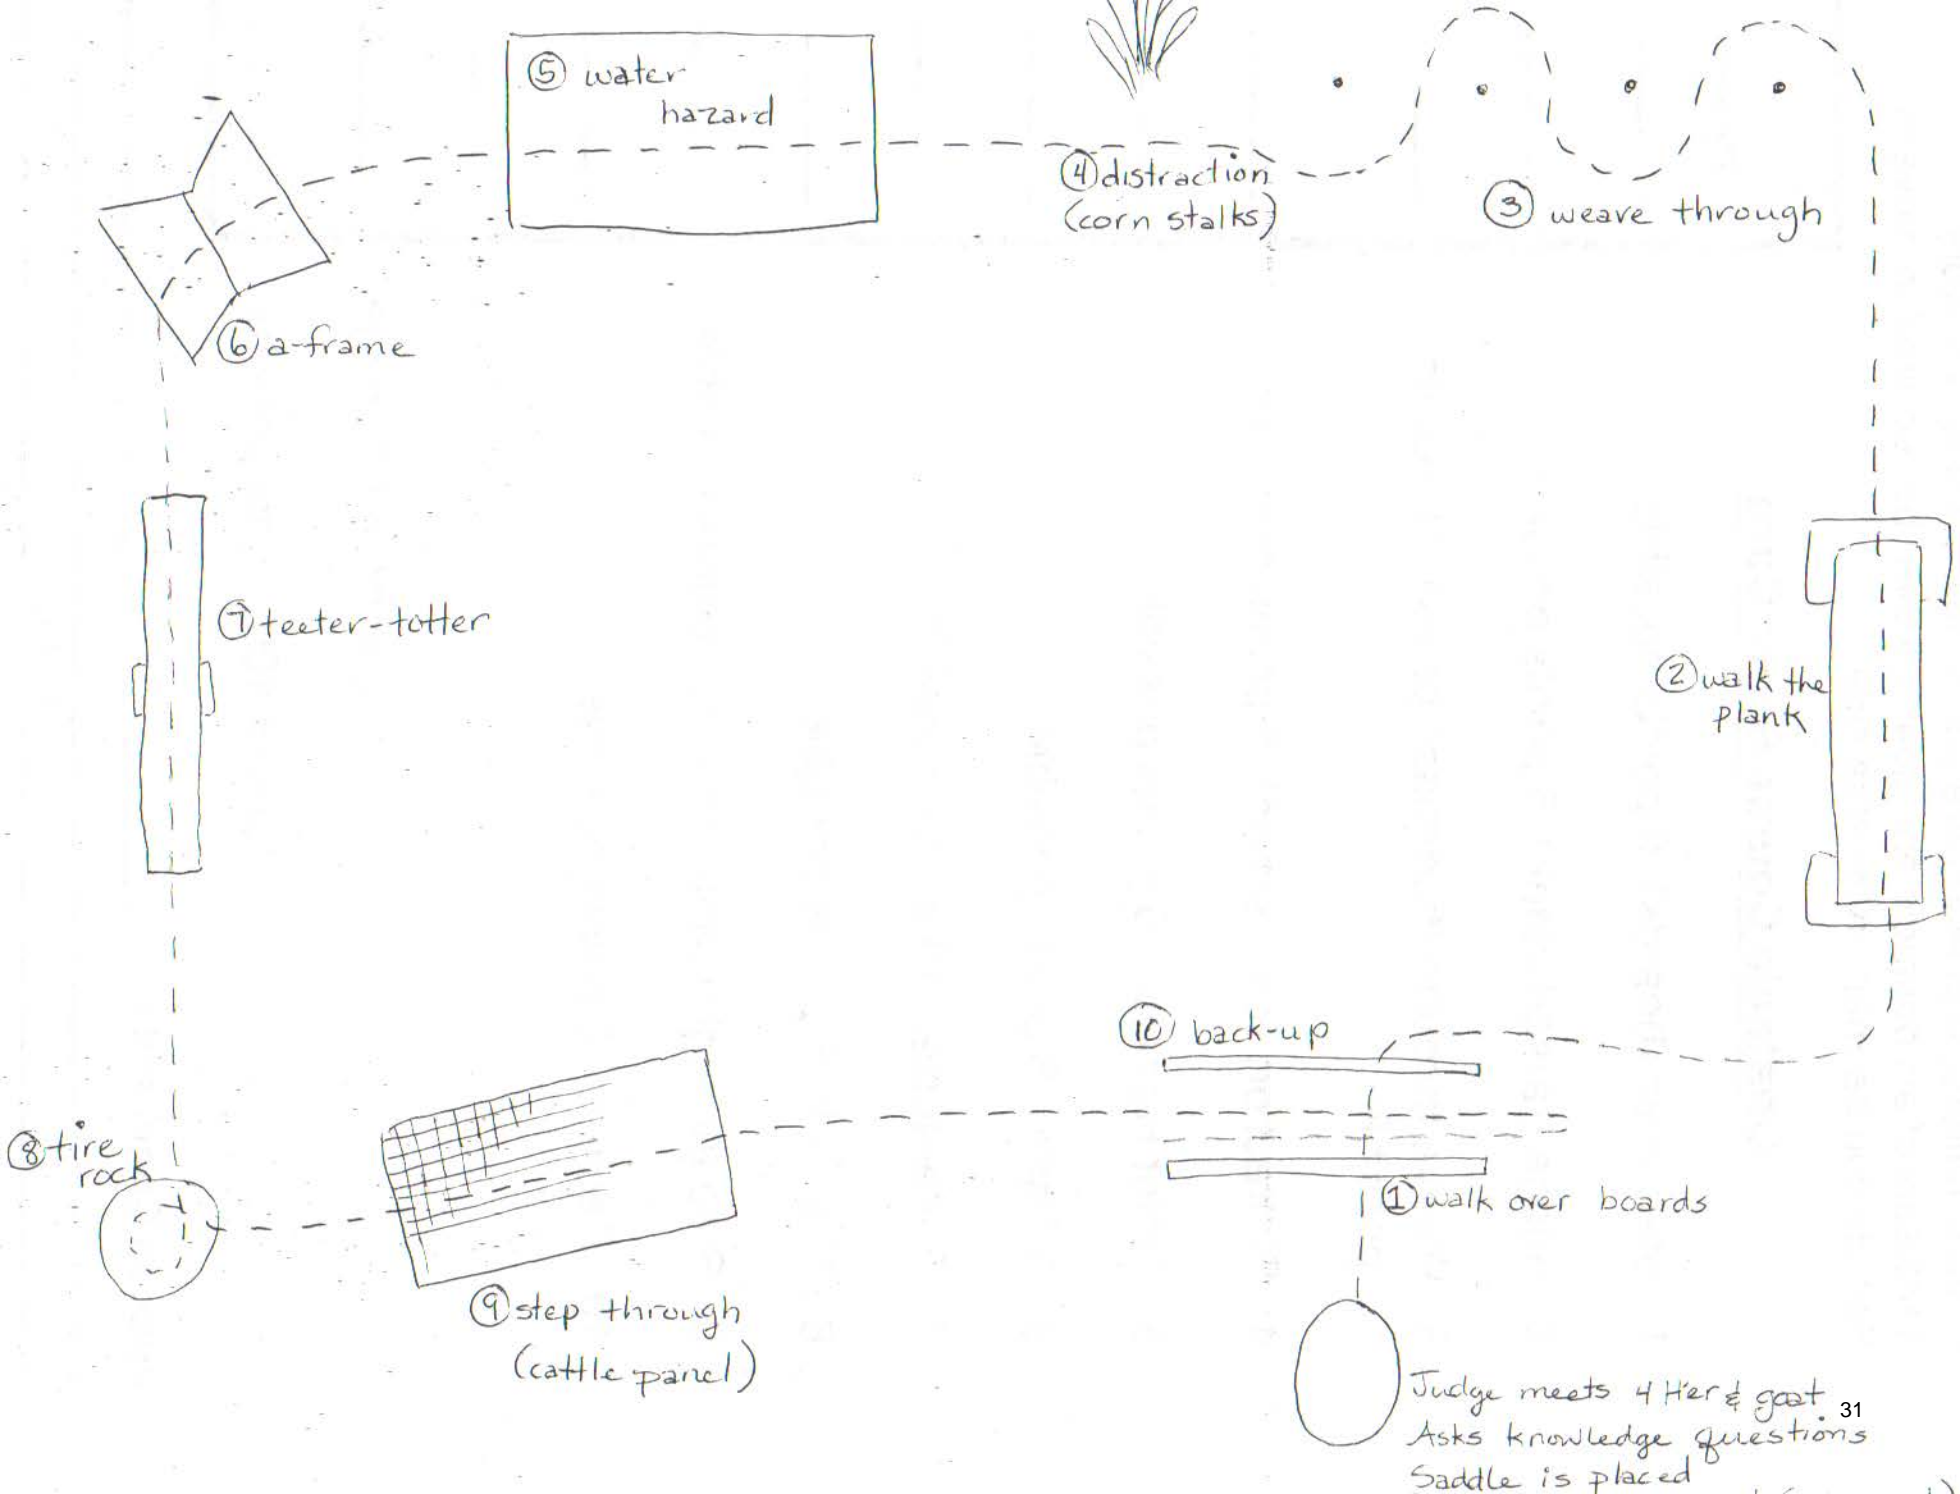 ⑤ water
hazard
④ distraction
(corn stalks)
③ weave through
⑥ a-frame
⑦ teeter-totter
② walk the
plank
⑩ back-up
⑧ tire
rock
① walk over boards
⑨ step through
(cattle panel)
Judge meets 4 H'er & goat
31
Asks knowledge questions
Saddle is placed